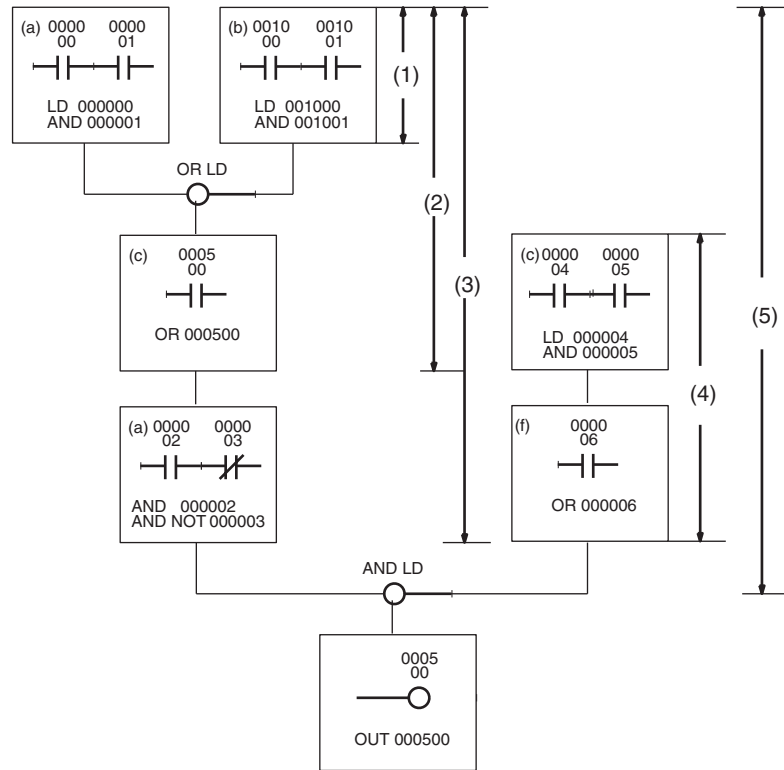 (a) 0000 0000
00 01
LD 000000
AND 000001
(b) 0010 0010
00 01
LD 001000
AND 001001
(1)
OR LD
(2)
(c) 0005
00
OR 000500
(3)
(c) 0000 0000
04 05
LD 000004
AND 000005
(5)
(4)
(a) 0000 0000
02 03
AND 000002
AND NOT 000003
(f) 0000
06
OR 000006
AND LD
0005
00
OUT 000500